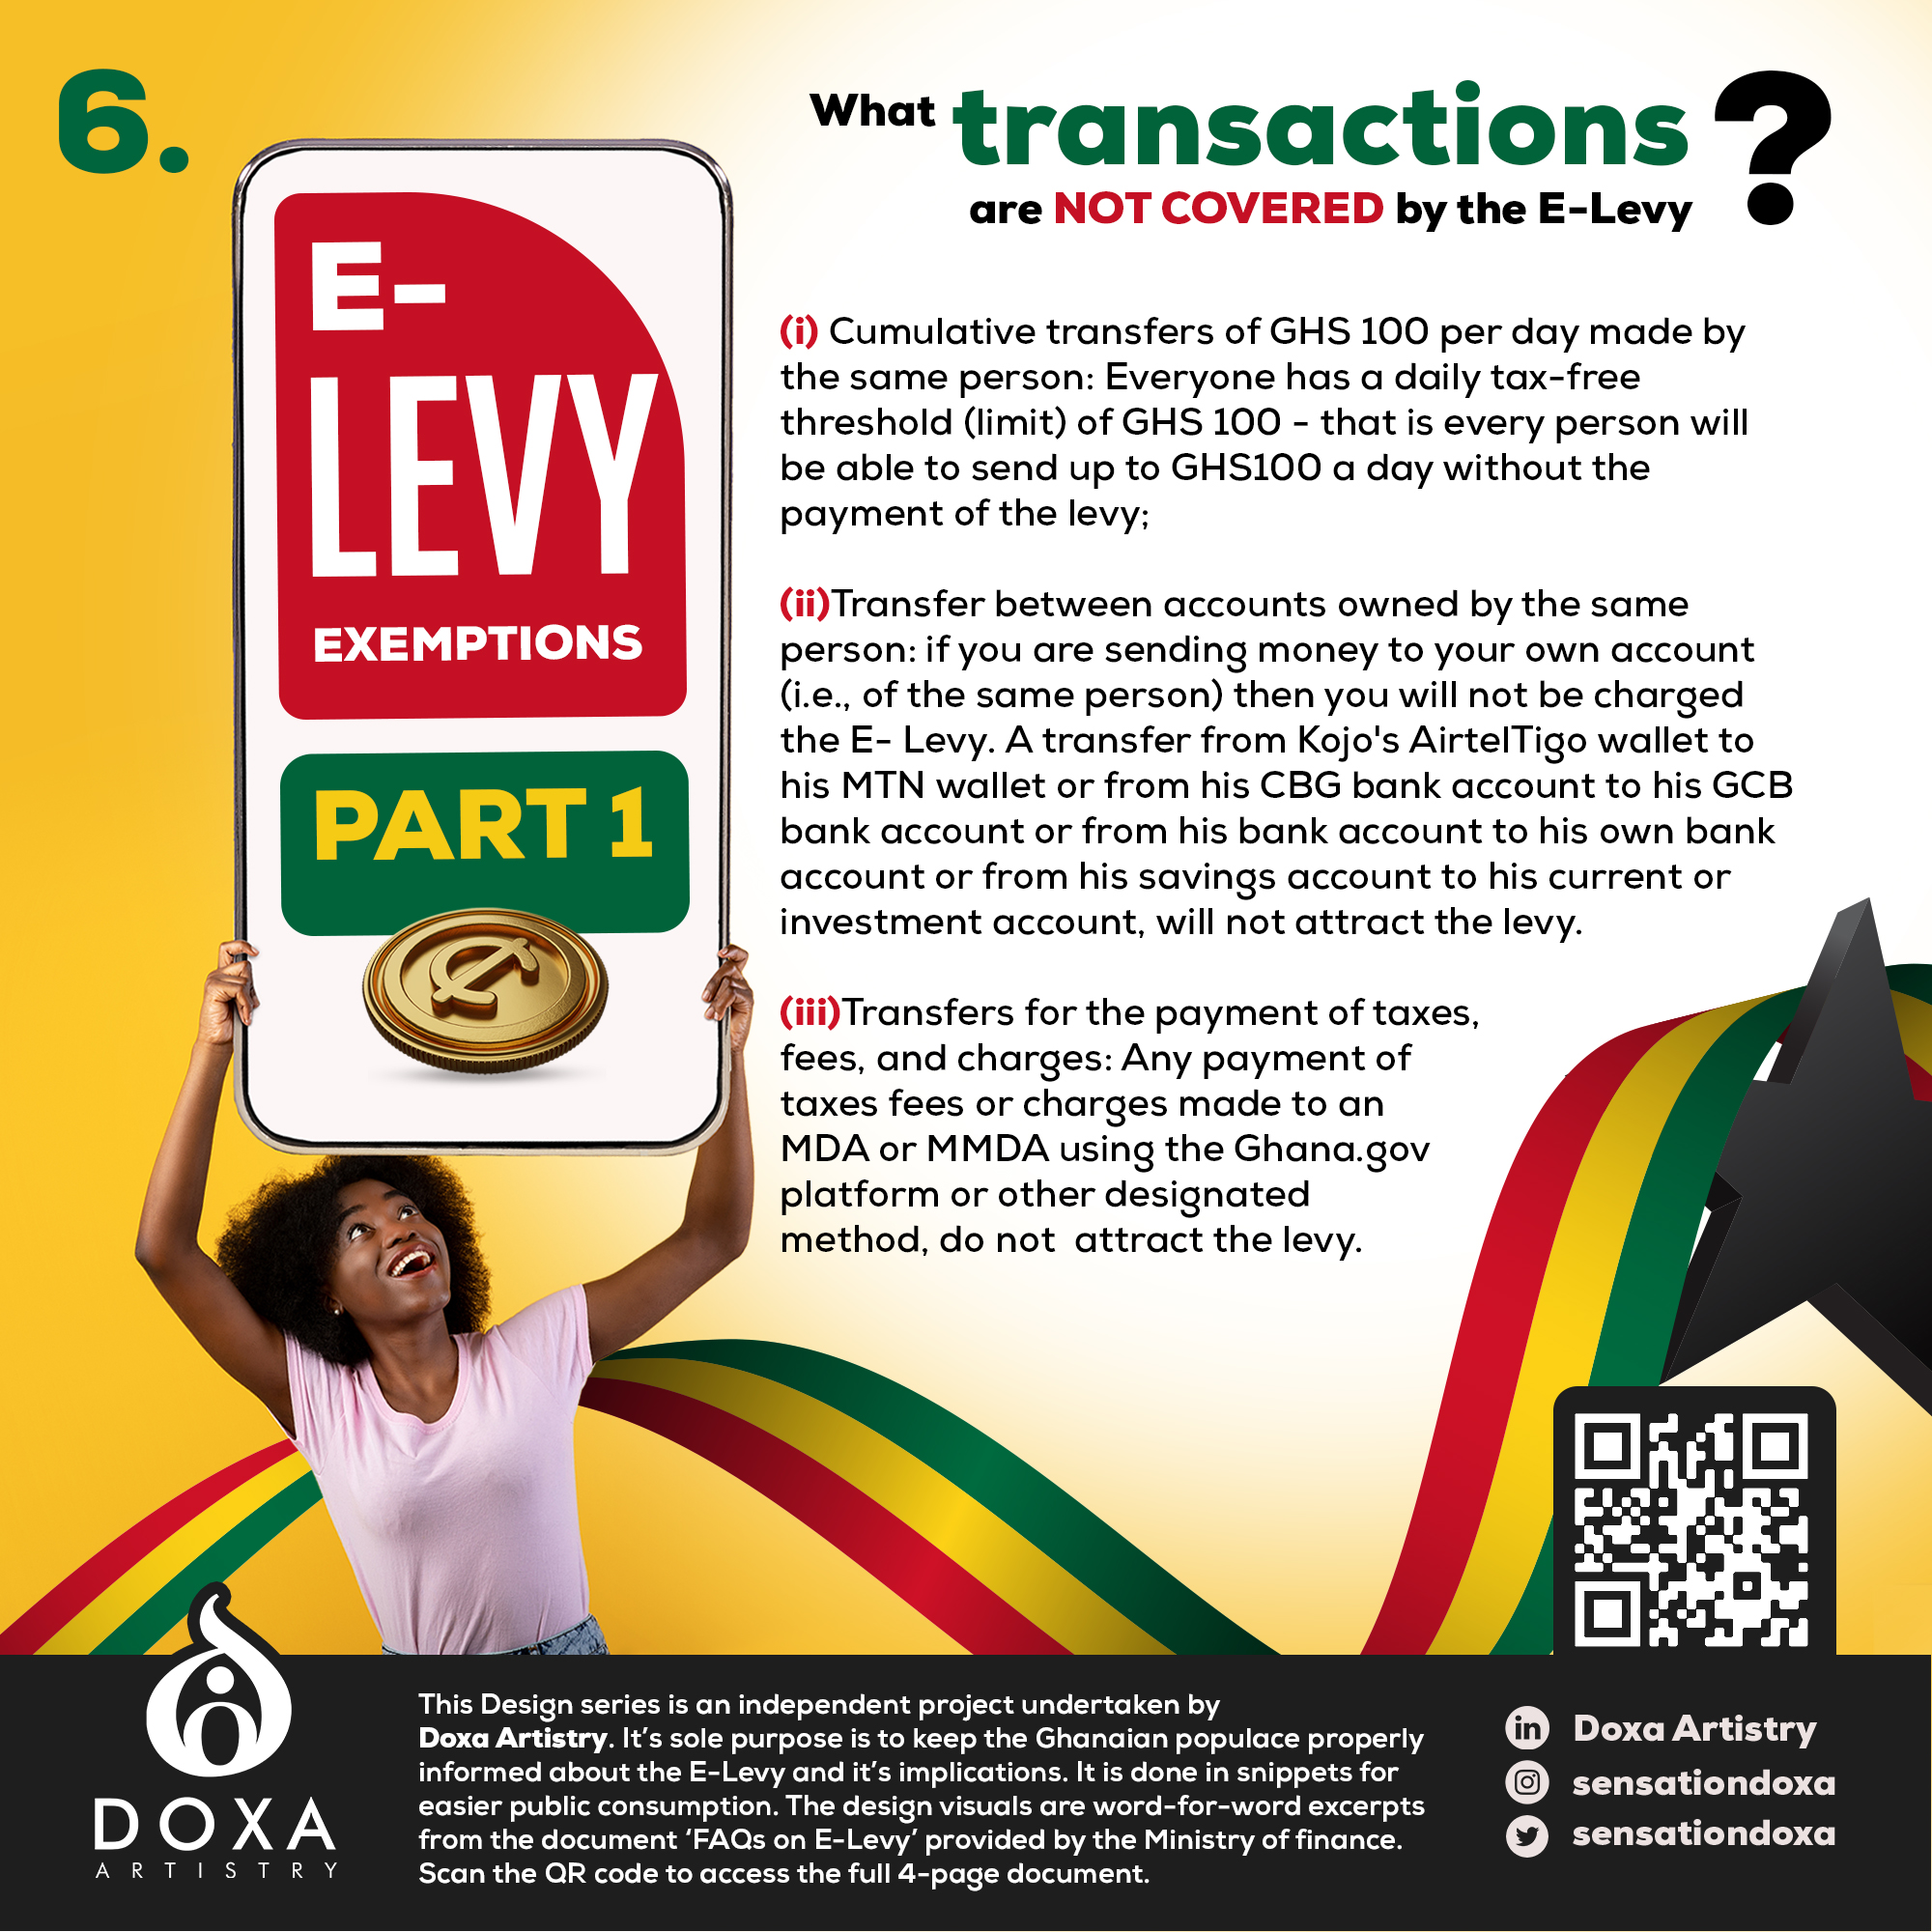 6.
What transactions ?
are NOT COVERED by the E-Levy
E-
LEVY
EXEMPTIONS
PART 1
(i) Cumulative transfers of GHS 100 per day made by
the same person: Everyone has a daily tax-free
threshold (limit) of GHS 100 - that is every person will
be able to send up to GHS100 a day without the
payment of the levy;
(ii)Transfer between accounts owned by the same
person: if you are sending money to your own account
(i.e., of the same person) then you will not be charged
the E- Levy. A transfer from Kojo's AirtelTigo wallet to
his MTN wallet or from his CBG bank account to his GCB
bank account or from his bank account to his own bank
account or from his savings account to his current or
investment account, will not attract the levy.
(iii)Transfers for the payment of taxes,
fees, and charges: Any payment of
taxes fees or charges made to an
MDA or MMDA using the Ghana.gov
platform or other designated
method, do not  attract the levy.
DOXA
ARTISTRY
This Design series is an independent project undertaken by
Doxa Artistry. It’s sole purpose is to keep the Ghanaian populace properly
informed about the E-Levy and it’s implications. It is done in snippets for
easier public consumption. The design visuals are word-for-word excerpts
from the document ‘FAQs on E-Levy’ provided by the Ministry of finance.
Scan the QR code to access the full 4-page document.
in Doxa Artistry
sensationdoxa
sensationdoxa